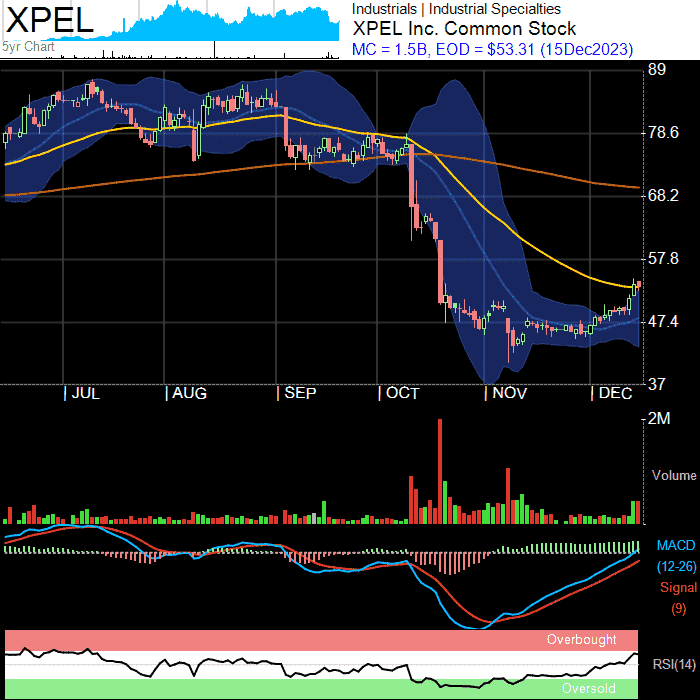 XPEL
5yr Chart
Industrials | Industrial Specialties
XPEL Inc. Common Stock
MC = 1.5B, EOD = $53.31 (15Dec2023)
89
78.6
68.2
57.8
47.4
37
| JUL | AUG | SEP | OCT | NOV | DEC
2M
Volume
MACD
(12-26)
Signal
(9)
Overbought
RSI(14)
Oversold